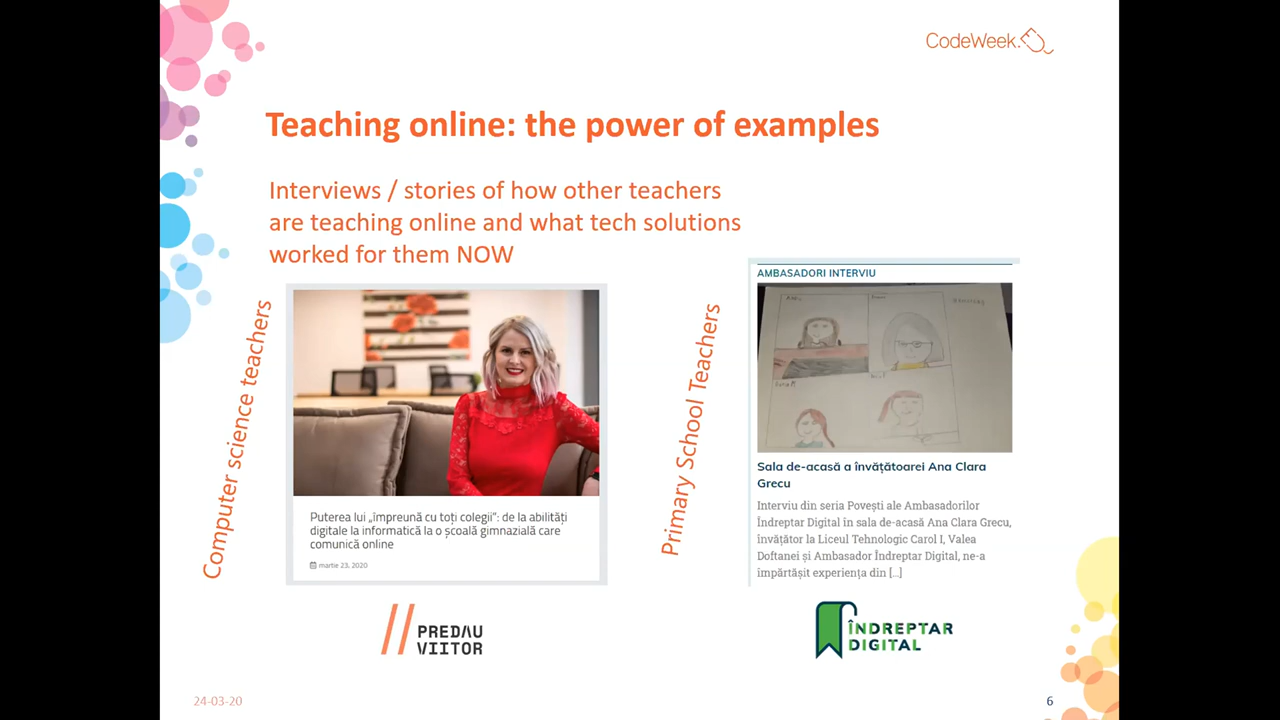 CodeWeek.
Teaching online: the power of examples
Interviews / stories of how other teachers
are teaching online and what tech solutions
worked for them NOW
Computer science teachers
Puterea lui „împreună cu toți colegii”: de la abilități
digitale la informatică la o școală gimnazială care
comunică online
martie 23, 2020
//PREDAU
VIITOR
Primary School Teachers
AMBASADORI INTERVIU
Sala de-acasă a învățătoarei Ana Clara
Grecu
Interviu din seria Povești ale Ambasadorilor
Îndreptar Digital în sala de-acasă Ana Clara Grecu,
învățător la Liceul Tehnologic Carol I, Valea
Doftanei și Ambasador Îndreptar Digital, ne-a
împărtășit experiența din [...]
ÎNDREPTAR
DIGITAL
24-03-20
6